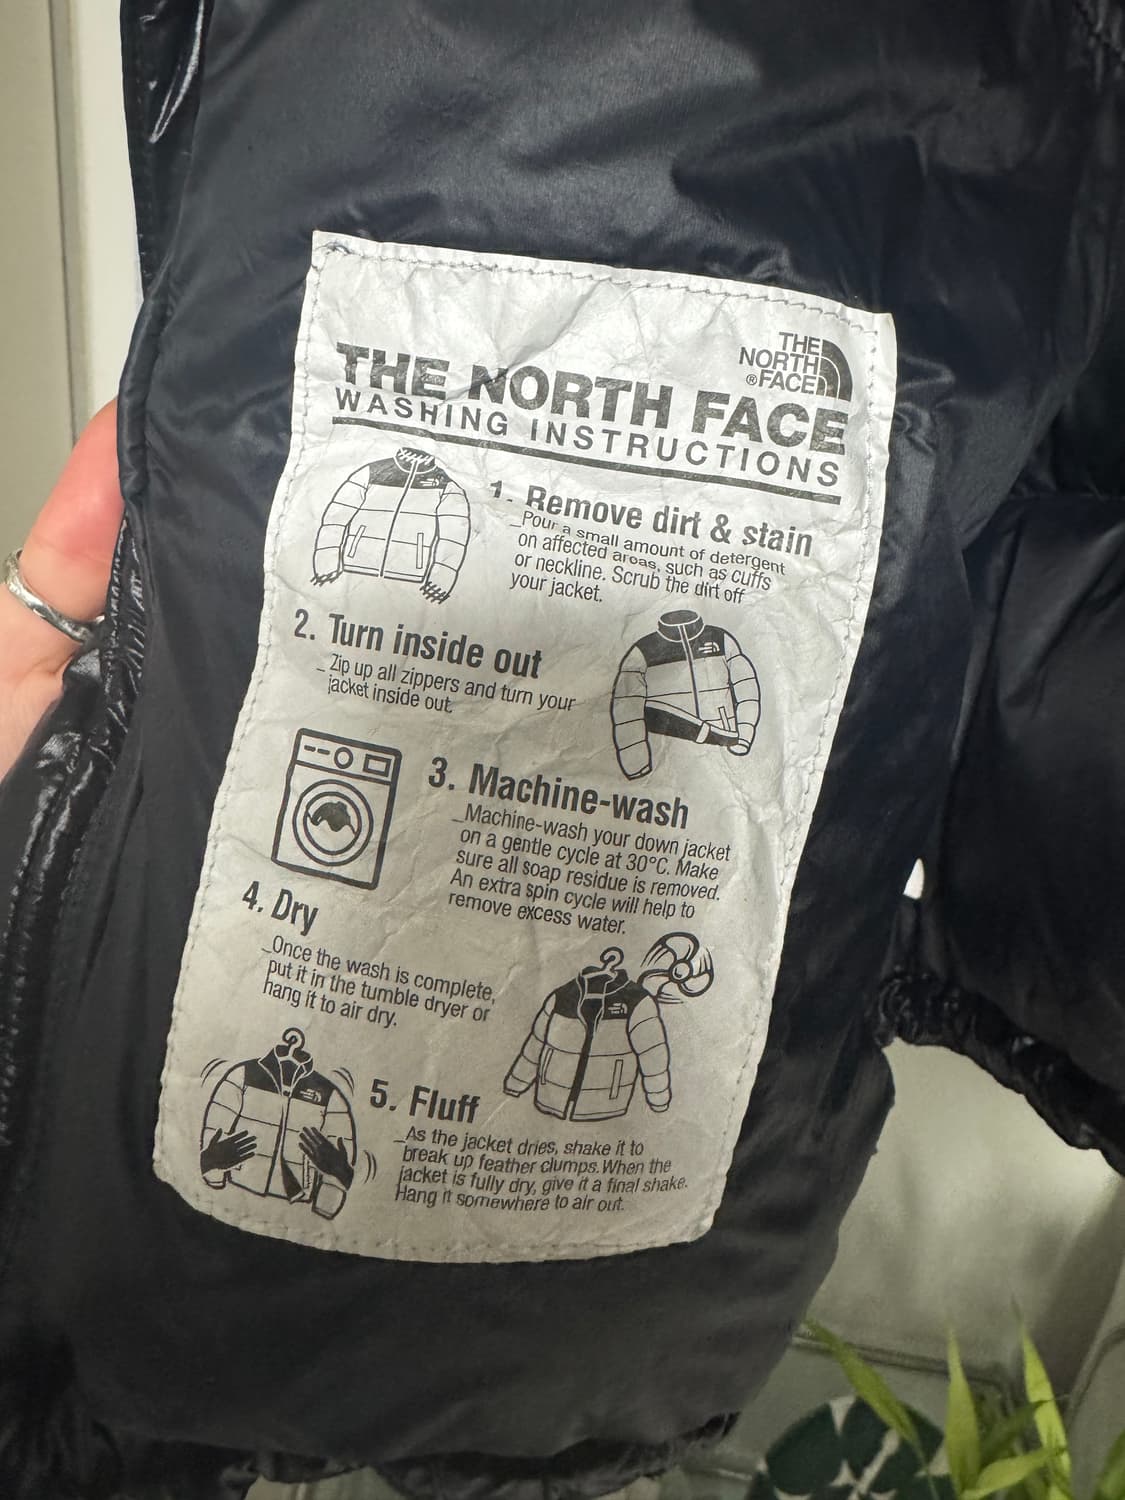 THE
NORTH
®FACE
THE NORTH FACE
WASHING INSTRUCTIONS
1. Remove dirt & stain
_Pour a small amount of detergent
on affected areas, such as cuffs
or neckline. Scrub the dirt off
your jacket.
2. Turn inside out
_Zip up all zippers and turn your
jacket inside out.
3. Machine-wash
_Machine-wash your down jacket
on a gentle cycle at 30°C. Make
sure all soap residue is removed.
An extra spin cycle will help to
remove excess water.
4. Dry
_Once the wash is complete,
put it in the tumble dryer or
hang it to air dry.
5. Fluff
_As the jacket dries, shake it to
break up feather clumps. When the
jacket is fully dry, give it a final shake.
Hang it somewhere to air out.